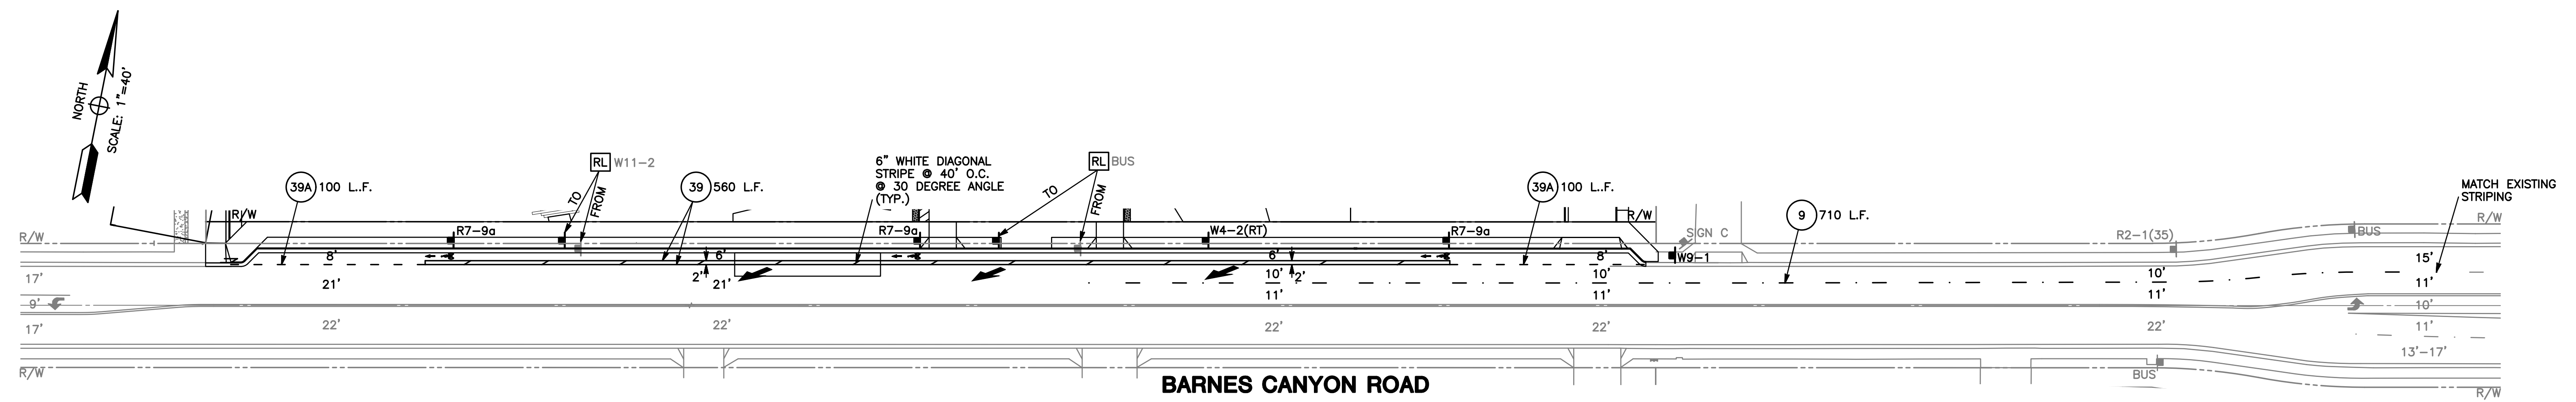 NORTH
SCALE: 1"=40'
39A 100 L..F.
RL W11-2
TO
FROM
39 560 L.F.
6" WHITE DIAGONAL
STRIPE @ 40' O.C.
@ 30 DEGREE ANGLE
(TYP.)
RL BUS
TO
FROM
39A 100 L..F.
9 710 L.F.
MATCH EXISTING
STRIPING
R/W
R/W
R7-9a
R7-9a
W4-2(RT)
R7-9a
R/W
SIGN C
W9-1
R2-1(35)
BUS
R/W
17'
9'
17'
8'
21'
22'
6'
2'
21'
22'
6'
10'
2'
11'
22'
8'
10'
11'
22'
10'
11'
22'
15'
11'
10'
11'
13'-17'
R/W
BUS
R/W
BARNES CANYON ROAD